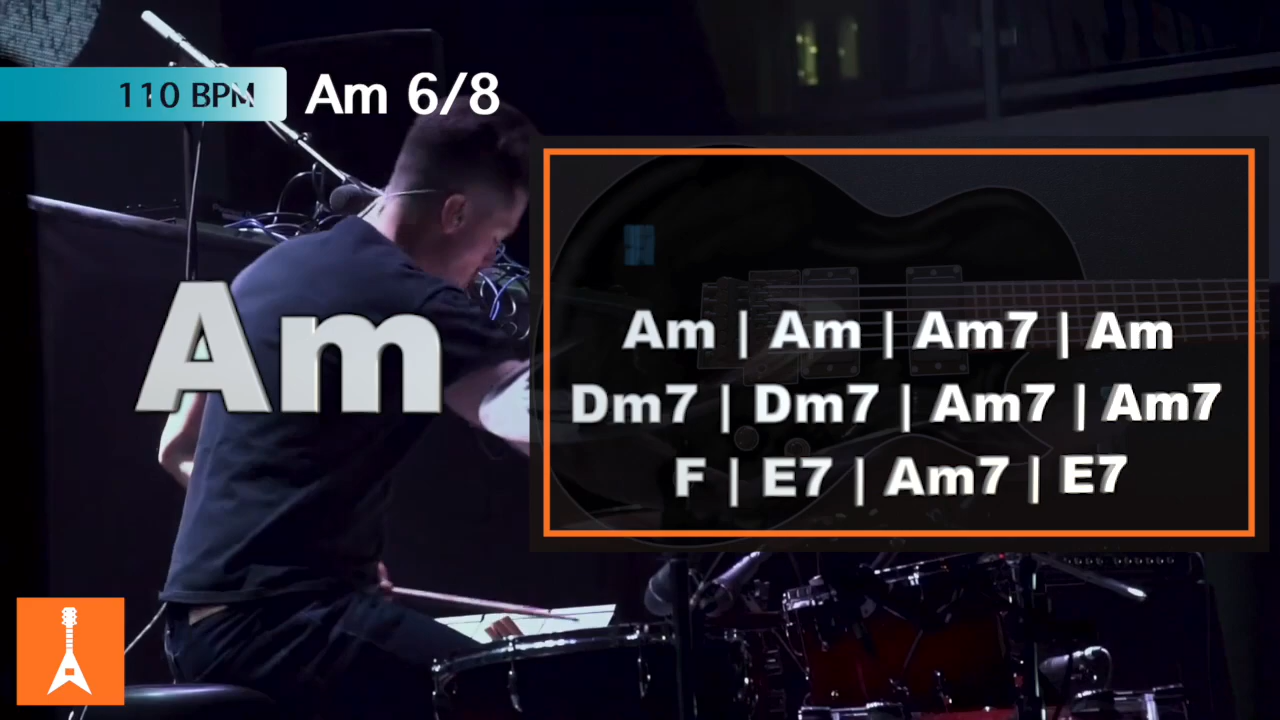 110 BPM Am 6/8
Am
Am | Am | Am7 | Am
Dm7 | Dm7 | Am7 | Am7
F | E7 | Am7 | E7